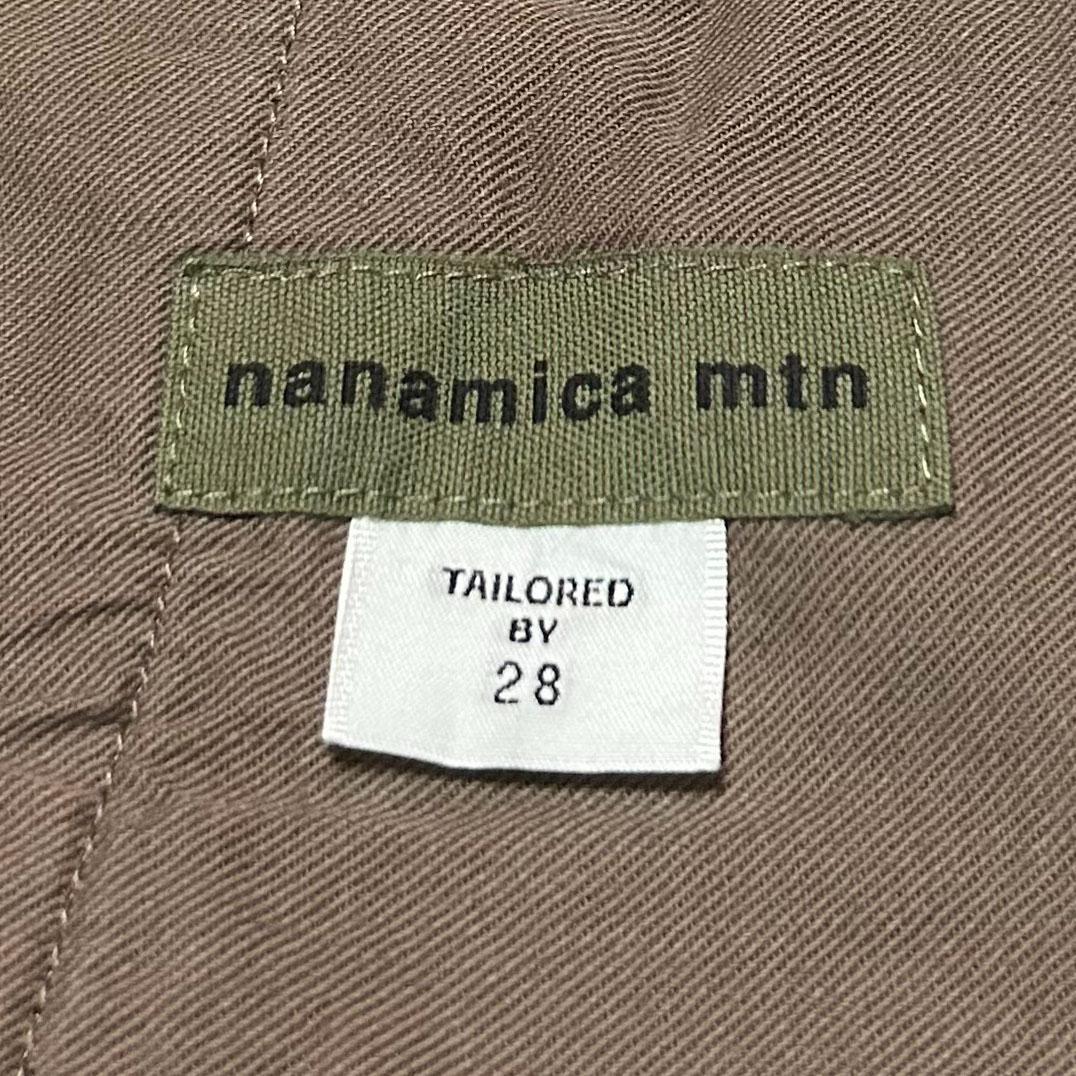 nanamica mtn
TAILORED
BY
28